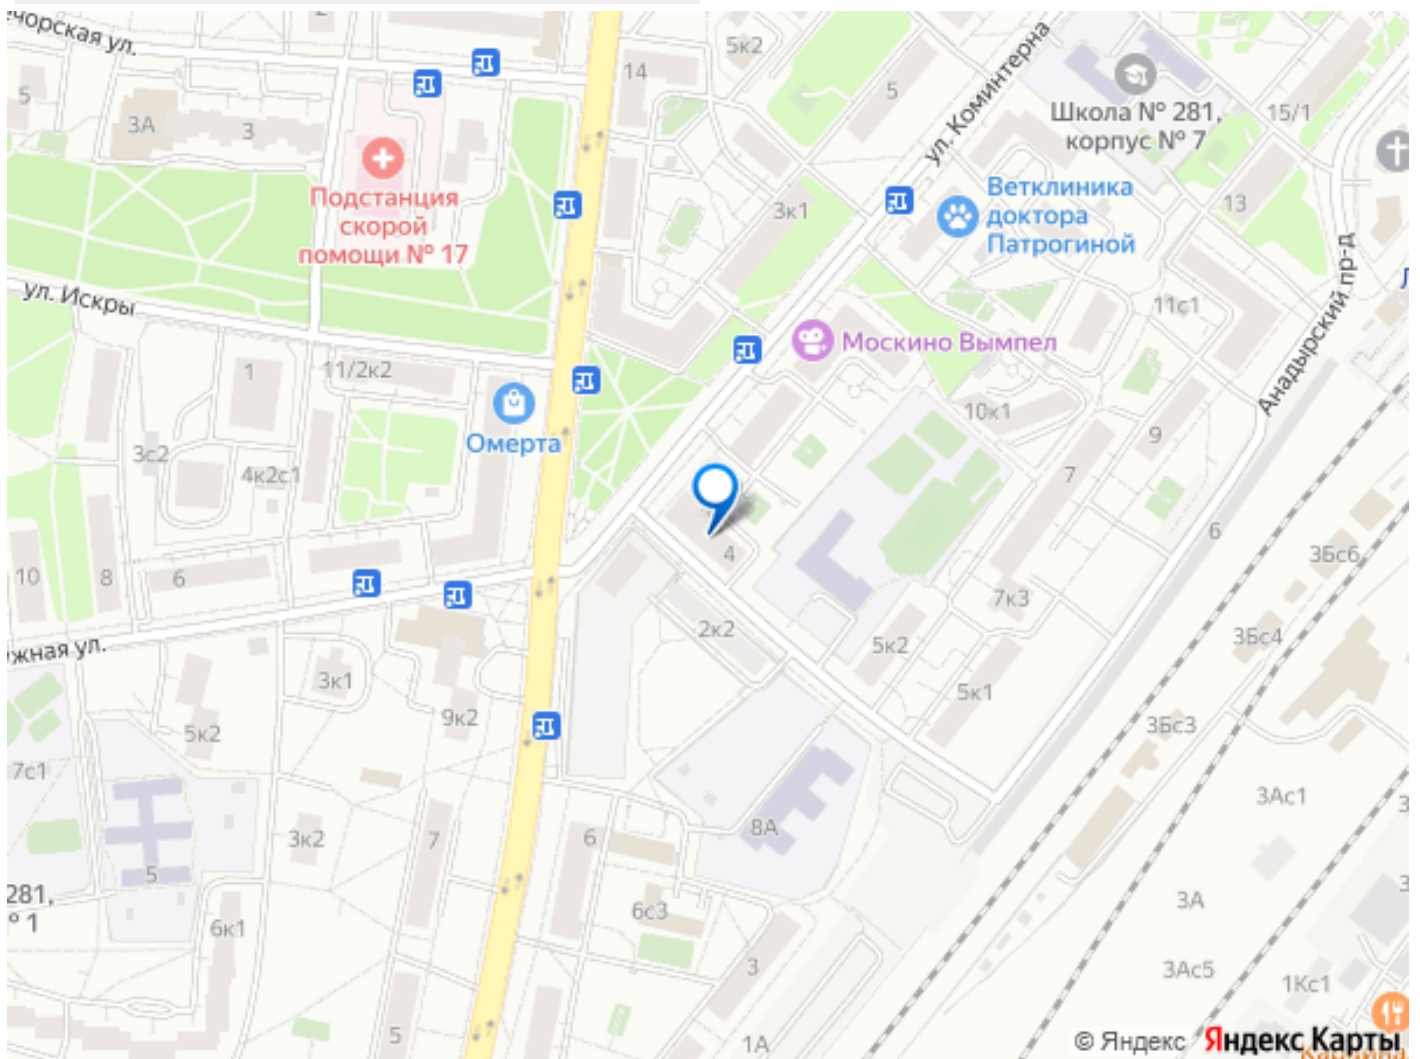 чорская ул.
2
5к2
14
5
ул. Коминтерна
Школа № 281,
корпус № 7
15/1
5
3А
3
Подстанция
скорой
помощи № 17
Ветклиника
доктора
Патрогиной
3к1
13
ул. Искры
11с1
Анадырский пр-д
Москино Вымпел
1
11/2к2
10к1
Омерта
9
3с2
4к2с1
7
6
4
3Бс6
10
8
6
7к3
2к2
3Бс4
жная ул.
5к2
3к1
5к1
9к2
3Бс3
5к2
7с1
3Ас1
8А
3к2
7
6
5
281,
№ 1
6с3
3А
6к1
3
3Ас5
1Кс1
5
1А
© Яндекс Яндекс Карты